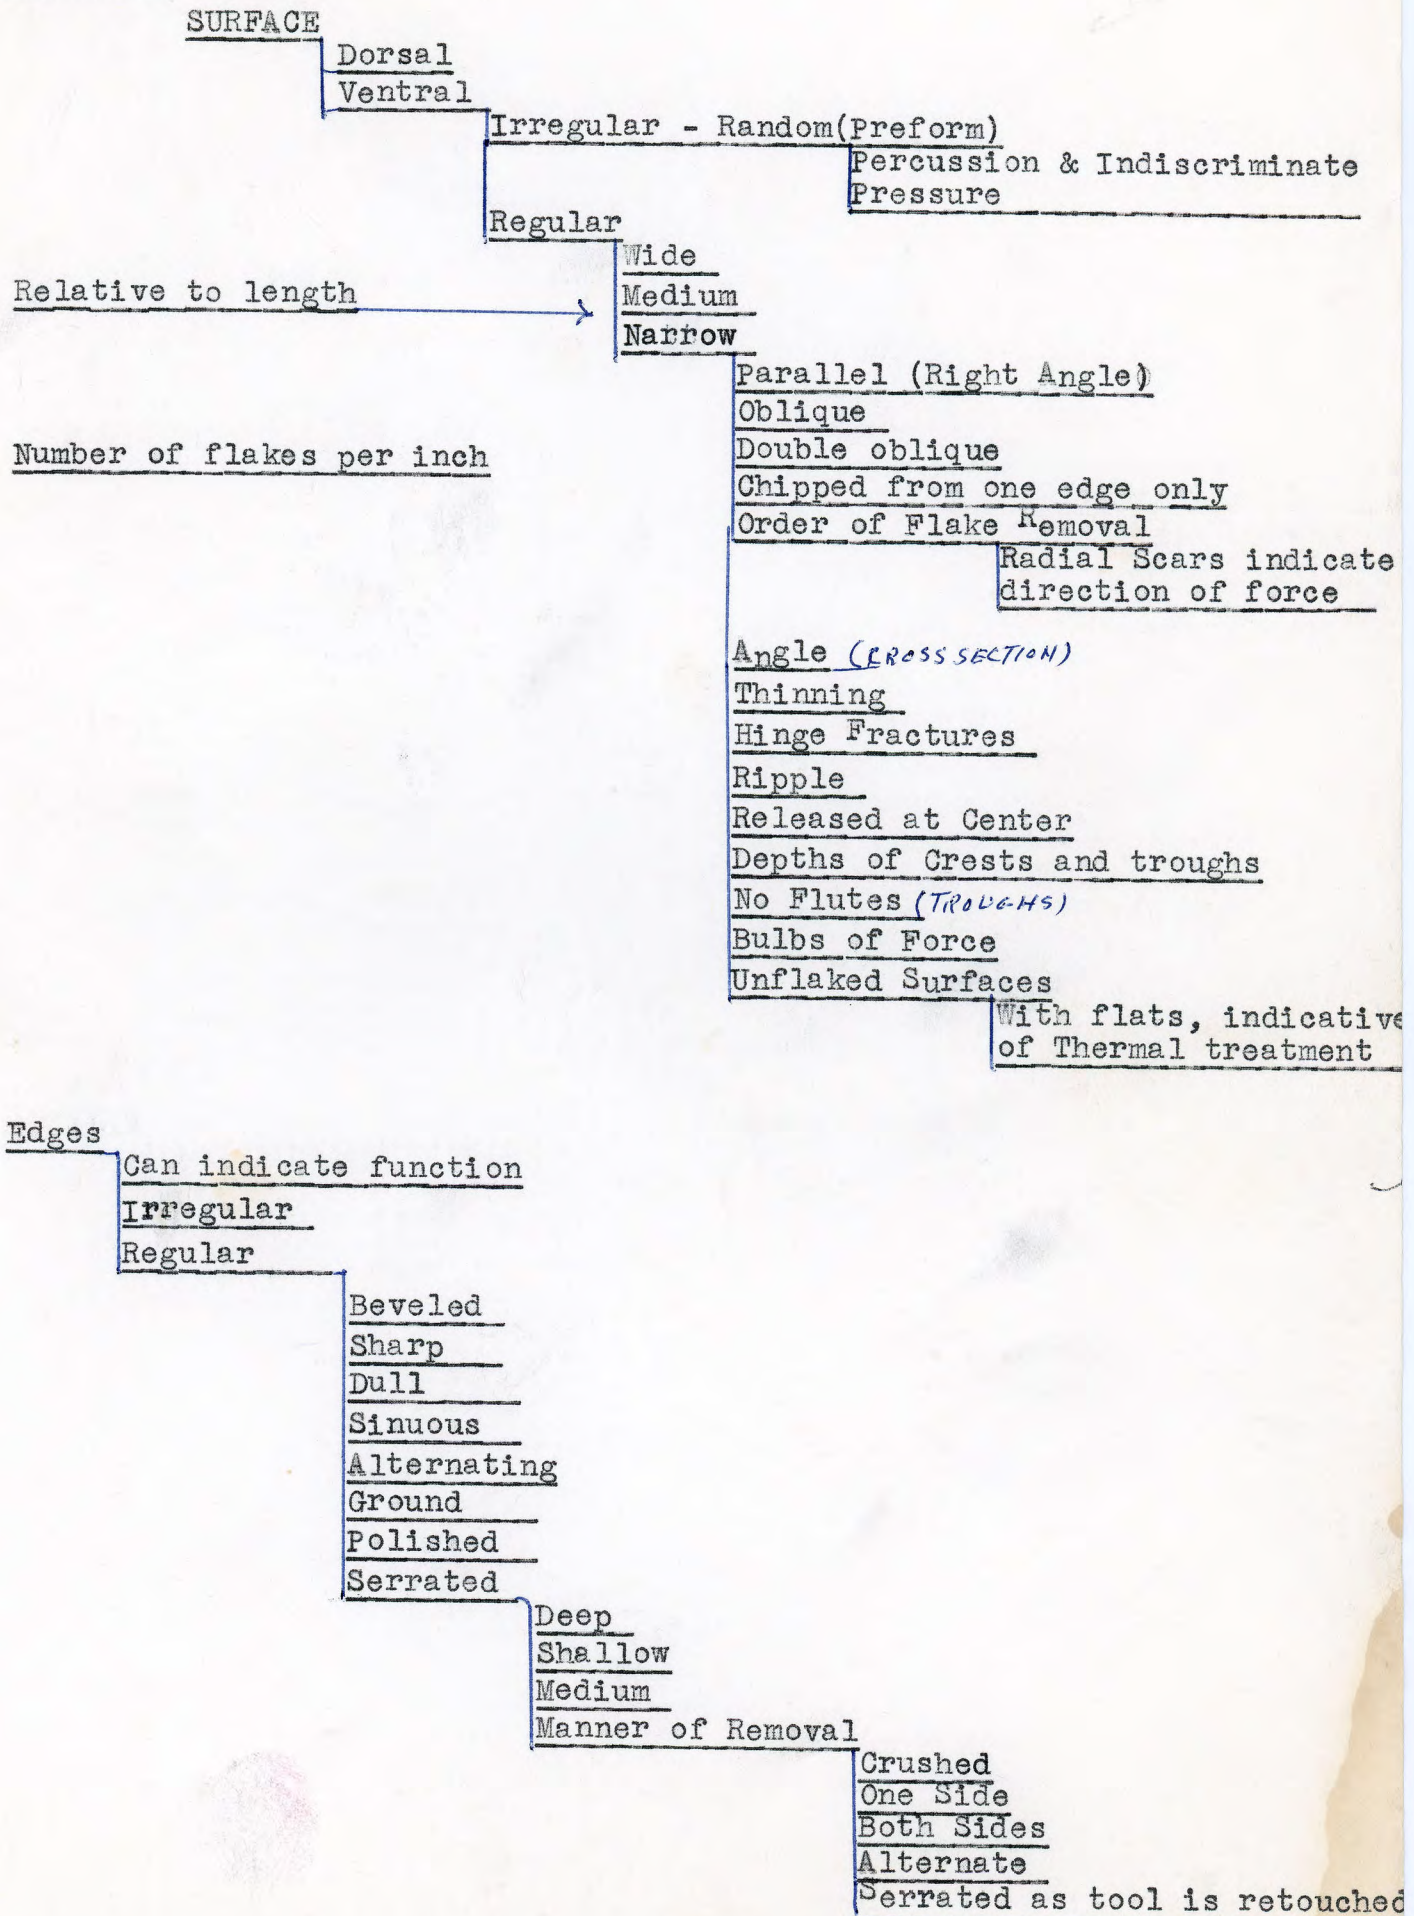 SURFACE
Dorsal
Ventral
Irregular - Random(Preform)
Percussion & Indiscriminate
Pressure
Regular
Wide
Relative to length
Medium
Narrow
Parallel (Right Angle)
Oblique
Number of flakes per inch
Double oblique
Chipped from one edge only
Order of Flake Removal
Radial Scars indicate
direction of force
Angle (CROSS SECTION)
Thinning
Hinge Fractures
Ripple
Released at Center
Depths of Crests and troughs
No Flutes (TROUGHS)
Bulbs of Force
Unflaked Surfaces
With flats, indicative
of Thermal treatment
Edges
Can indicate function
Irregular
Regular
Beveled
Sharp
Dull
Sinuous
Alternating
Ground
Polished
Serrated
Deep
Shallow
Medium
Manner of Removal
Crushed
One Side
Both Sides
Alternate
Serrated as tool is retouched